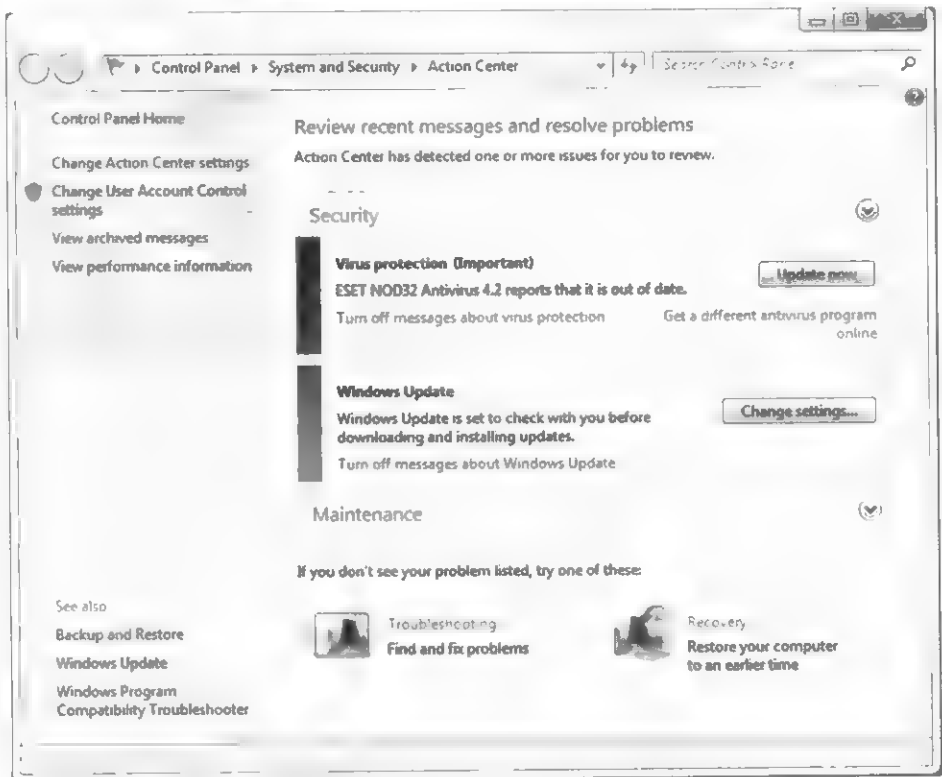 Control Panel ▸ System and Security ▸ Action Center
Search Control Panel
Control Panel Home
Change Action Center settings
Change User Account Control
settings
View archived messages
View performance information
Review recent messages and resolve problems
Action Center has detected one or more issues for you to review.
Security
Virus protection (Important)
Update now
ESET NOD32 Antivirus 4.2 reports that it is out of date.
Turn off messages about virus protection
Get a different antivirus program
online
Windows Update
Change settings...
Windows Update is set to check with you before
downloading and installing updates.
Turn off messages about Windows Update
Maintenance
If you don't see your problem listed, try one of these:
Troubleshooting
Find and fix problems
Recovery
Restore your computer
to an earlier time
See also
Backup and Restore
Windows Update
Windows Program
Compatibility Troubleshooter